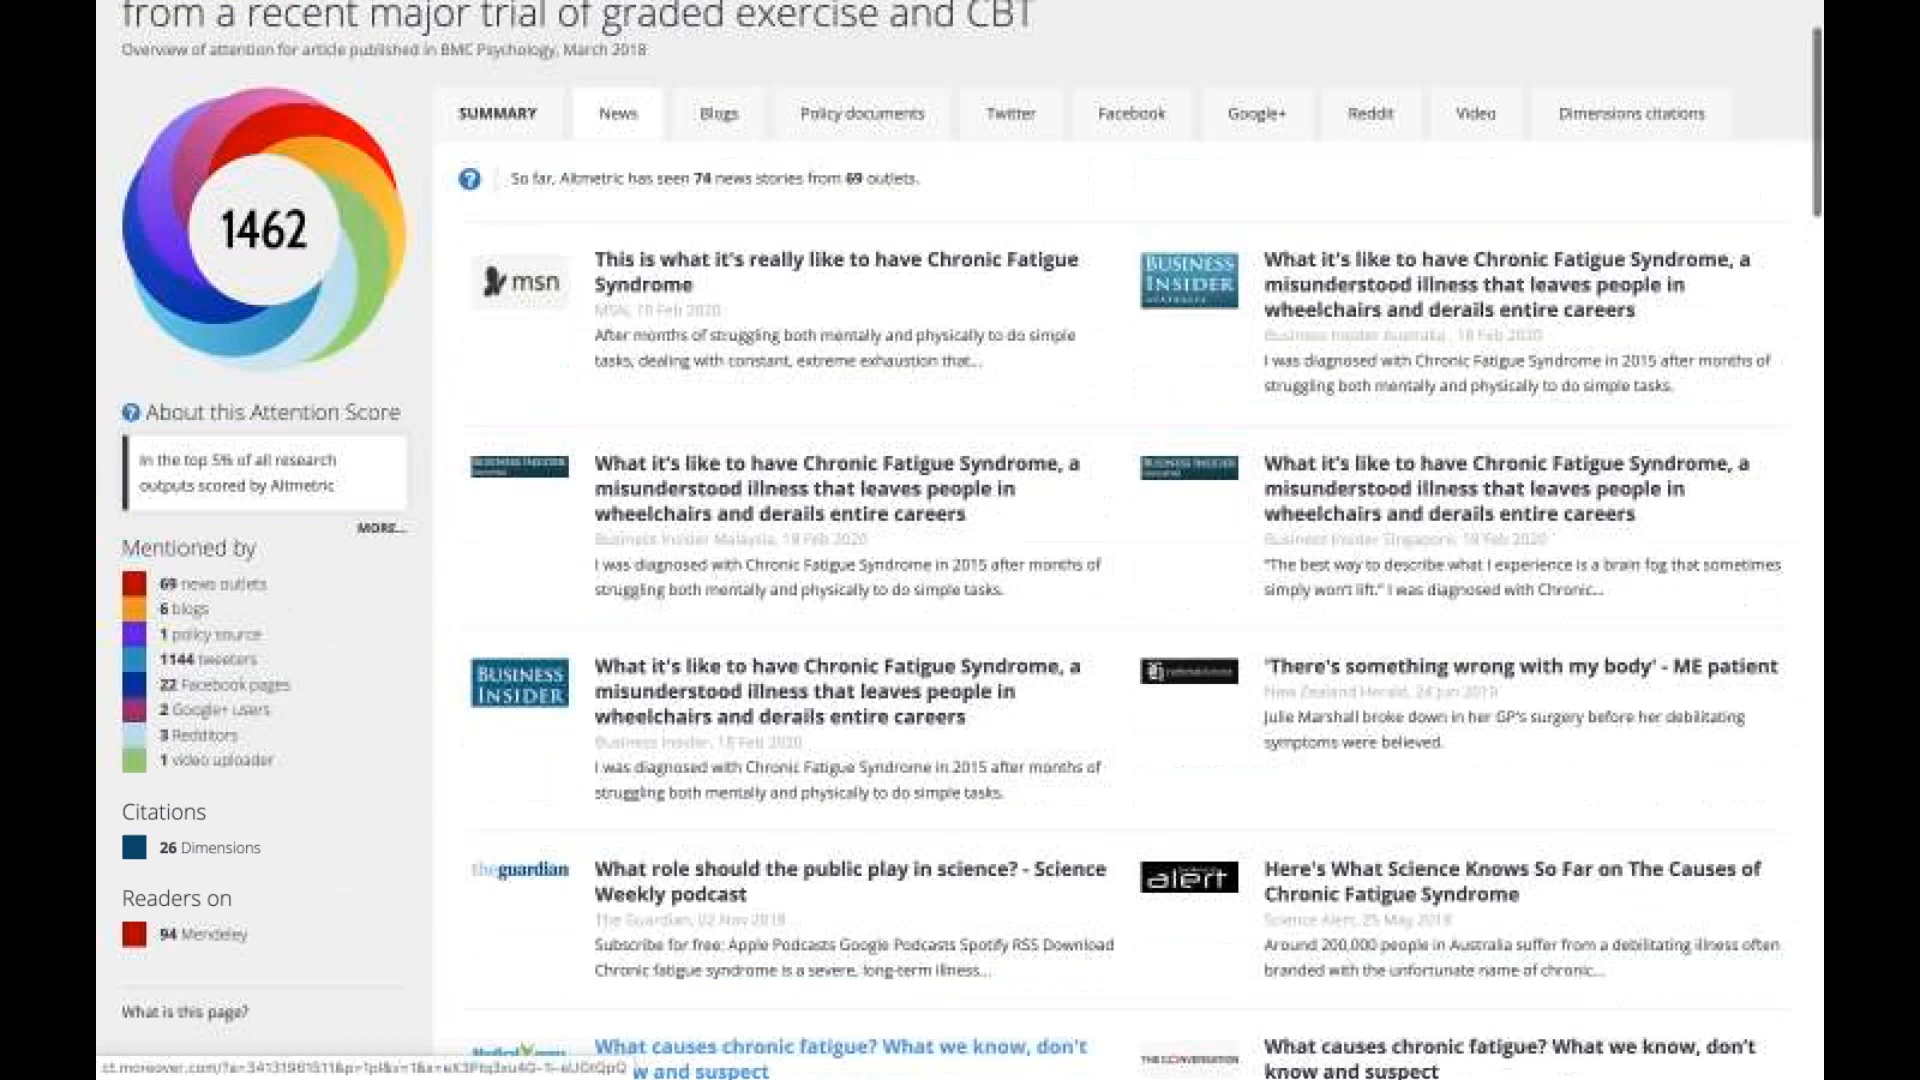 from a recent major trial of graded exercise and CBT
Overview of attention for article published in BMC Psychology, March 2018
1462
About this Attention Score
In the top 5% of all research
outputs scored by Altmetric
MORE...
Mentioned by
69 news outlets
6 blogs
1 policy source
1144 tweeters
22 Facebook pages
2 Google+ users
3 Redditors
1 video uploader
Citations
26 Dimensions
Readers on
94 Mendeley
What is this page?
SUMMARY
News
Blogs
Policy documents
Twitter
Facebook
Google+
Reddit
Video
Dimensions citations
So far, Altmetric has seen 74 news stories from 69 outlets.
msn
This is what it's really like to have Chronic Fatigue
Syndrome
MSN, 19 Feb 2020
After months of struggling both mentally and physically to do simple
tasks, dealing with constant, extreme exhaustion that...
BUSINESS
INSIDER
What it's like to have Chronic Fatigue Syndrome, a
misunderstood illness that leaves people in
wheelchairs and derails entire careers
Business Insider Australia , 18 Feb 2020
I was diagnosed with Chronic Fatigue Syndrome in 2015 after months of
struggling both mentally and physically to do simple tasks.
BUSINESS INSIDER
What it's like to have Chronic Fatigue Syndrome, a
misunderstood illness that leaves people in
wheelchairs and derails entire careers
Business Insider Malaysia, 18 Feb 2020
I was diagnosed with Chronic Fatigue Syndrome in 2015 after months of
struggling both mentally and physically to do simple tasks.
BUSINESS INSIDER
What it's like to have Chronic Fatigue Syndrome, a
misunderstood illness that leaves people in
wheelchairs and derails entire careers
Business Insider Singapore, 18 Feb 2020
"The best way to describe what I experience is a brain fog that sometimes
simply won't lift." I was diagnosed with Chronic...
BUSINESS
INSIDER
What it's like to have Chronic Fatigue Syndrome, a
misunderstood illness that leaves people in
wheelchairs and derails entire careers
Business Insider, 18 Feb 2020
I was diagnosed with Chronic Fatigue Syndrome in 2015 after months of
struggling both mentally and physically to do simple tasks.
'There's something wrong with my body' - ME patient
New Zealand Herald, 24 Jun 2019
Julie Marshall broke down in her GP's surgery before her debilitating
symptoms were believed.
theguardian
What role should the public play in science? - Science
Weekly podcast
The Guardian, 02 Nov 2018
Subscribe for free: Apple Podcasts Google Podcasts Spotify RSS Download
Chronic fatigue syndrome is a severe, long-term illness...
alert
Here's What Science Knows So Far on The Causes of
Chronic Fatigue Syndrome
Science Alert, 25 May 2018
Around 200,000 people in Australia suffer from a debilitating illness often
branded with the unfortunate name of chronic...
What causes chronic fatigue? What we know, don't
w and suspect
THE CONVERSATION
What causes chronic fatigue? What we know, don't
know and suspect